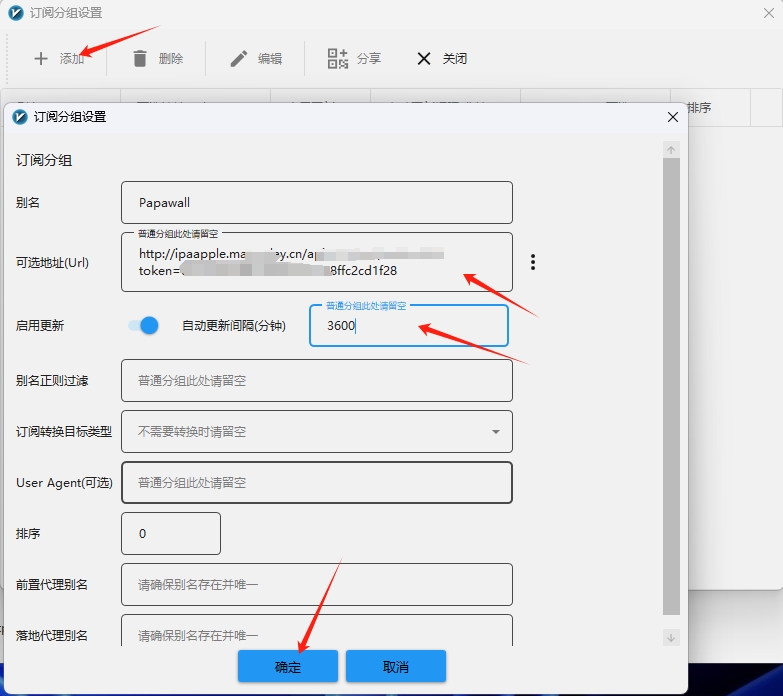 订阅分组设置
添加
删除
编辑
分享
关闭
排序
订阅分组设置
订阅分组
别名
Papawall
可选地址(Url)
普通分组此处请留空
http://ipaapple.ma
ey.cn/ap
token=
8ffc2cd1f28
启用更新
自动更新间隔(分钟)
普通分组此处请留空
3600
别名正则过滤
普通分组此处请留空
订阅转换目标类型
不需要转换时请留空
User Agent(可选)
普通分组此处请留空
排序
0
前置代理别名
请确保别名存在并唯一
落地代理別名
请确保别名存在并唯一
确定
取消